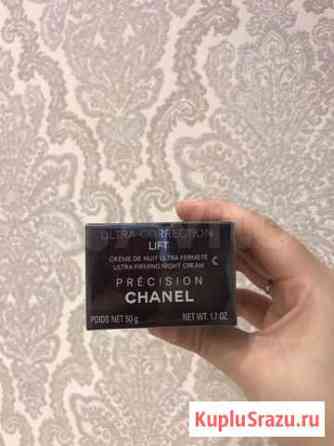 ULTRA CORRECTION
LIFT
CRÈME DE NUIT ULTRA FERMETÉ
ULTRA FIRMING NIGHT CREAM
PRÉCISION
CHANEL
POIDS NET 50 g
NET WT. 1.7 OZ.
KupluSrazu.ru